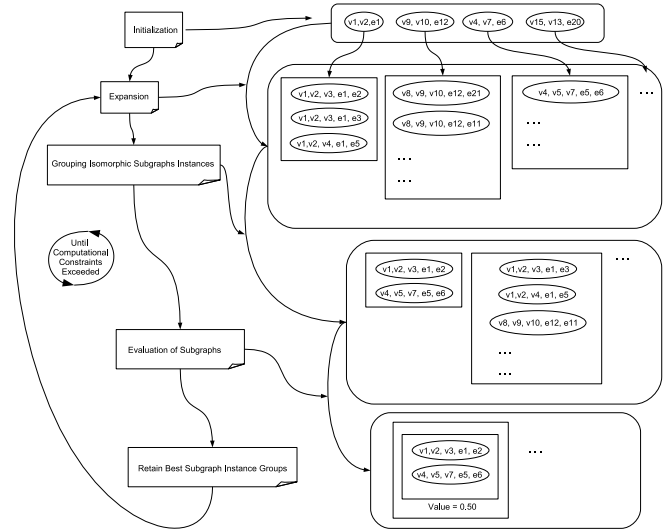 Initialization
v1,v2,e1
v9, v10, e12
v4, v7, e6
v15, v13, e20
Expansion
v1,v2, v3, e1, e2
v1,v2, v3, e1, e3
v1,v2, v4, e1, e5
v8, v9, v10, e12, e21
v8, v9, v10, e12, e11
...
...
v4, v5, v7, e5, e6
...
...
...
Grouping Isomorphic Subgraphs Instances
Until
Computational
Constraints
Exceeded
v1,v2, v3, e1, e2
v4, v5, v7, e5, e6
v1,v2, v3, e1, e3
v1,v2, v4, e1, e5
v8, v9, v10, e12, e11
...
...
...
Evaluation of Subgraphs
Retain Best Subgraph Instance Groups
v1,v2, v3, e1, e2
v4, v5, v7, e5, e6
Value = 0.50
...